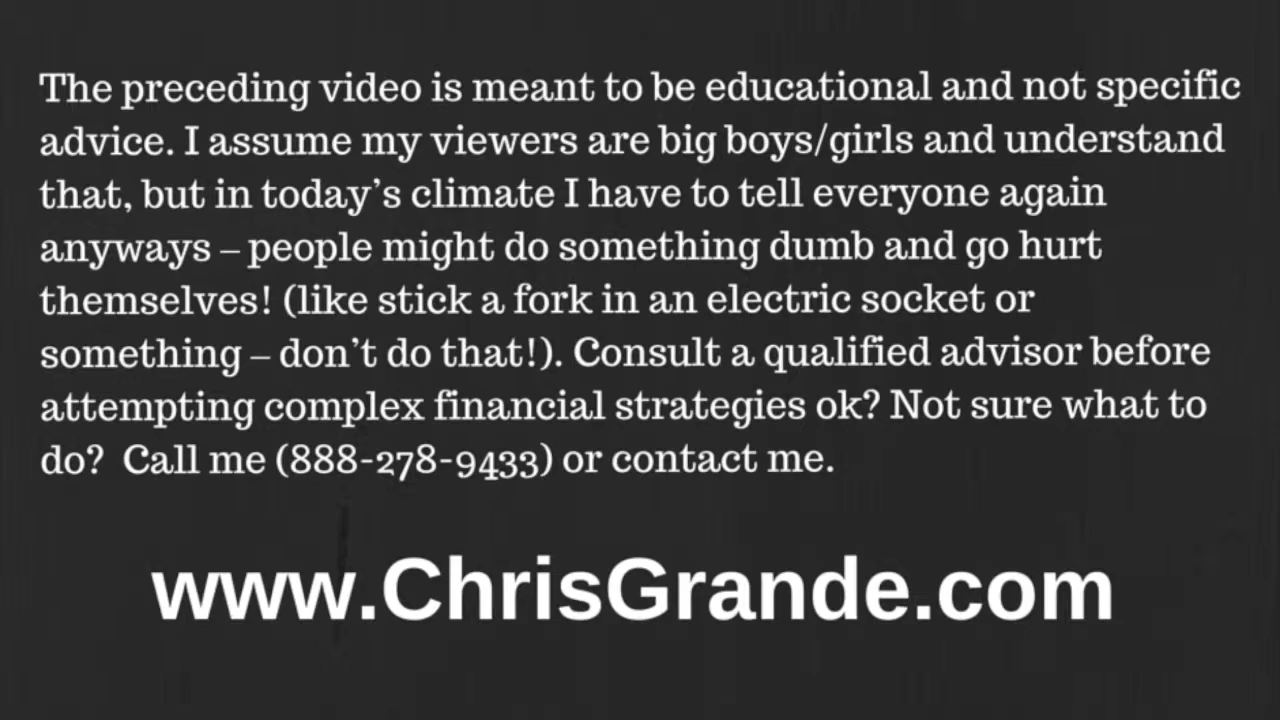 The preceding video is meant to be educational and not specific
advice. I assume my viewers are big boys/girls and understand
that, but in today’s climate I have to tell everyone again
anyways – people might do something dumb and go hurt
themselves! (like stick a fork in an electric socket or
something – don’t do that!). Consult a qualified advisor before
attempting complex financial strategies ok? Not sure what to
do?  Call me (888-278-9433) or contact me.
www.ChrisGrande.com